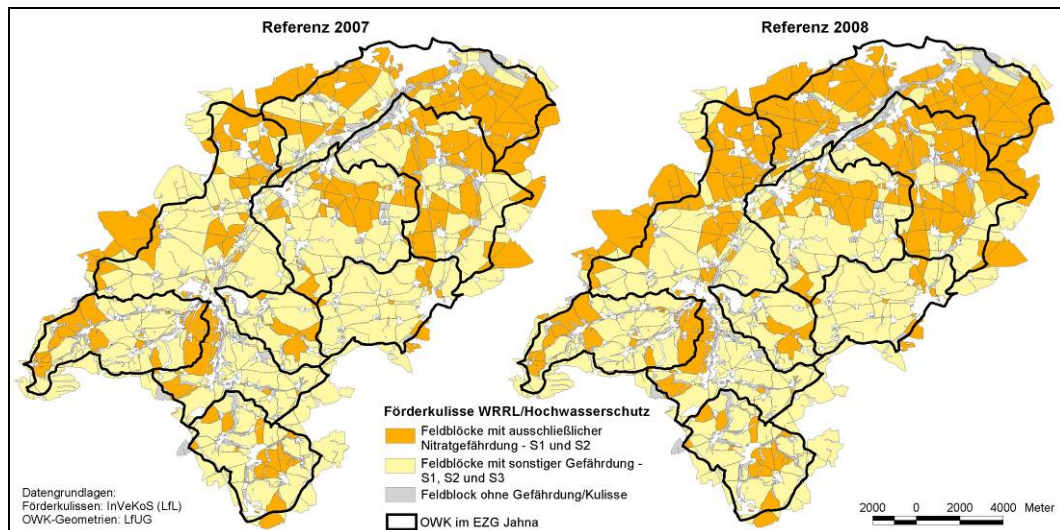 Referenz 2007
Referenz 2008
Förderkulisse WRRL/Hochwasserschutz
Feldblöcke mit ausschließlicher
Nitratgefährdung - S1 und S2
Feldblöcke mit sonstiger Gefährdung -
S1, S2 und S3
Feldblock ohne Gefährdung/Kulisse
OWK im EZG Jahna
Datengrundlagen:
Förderkulissen: InVeKoS (LfL)
OWK-Geometrien: LfUG
2000 0 2000 4000 Meter